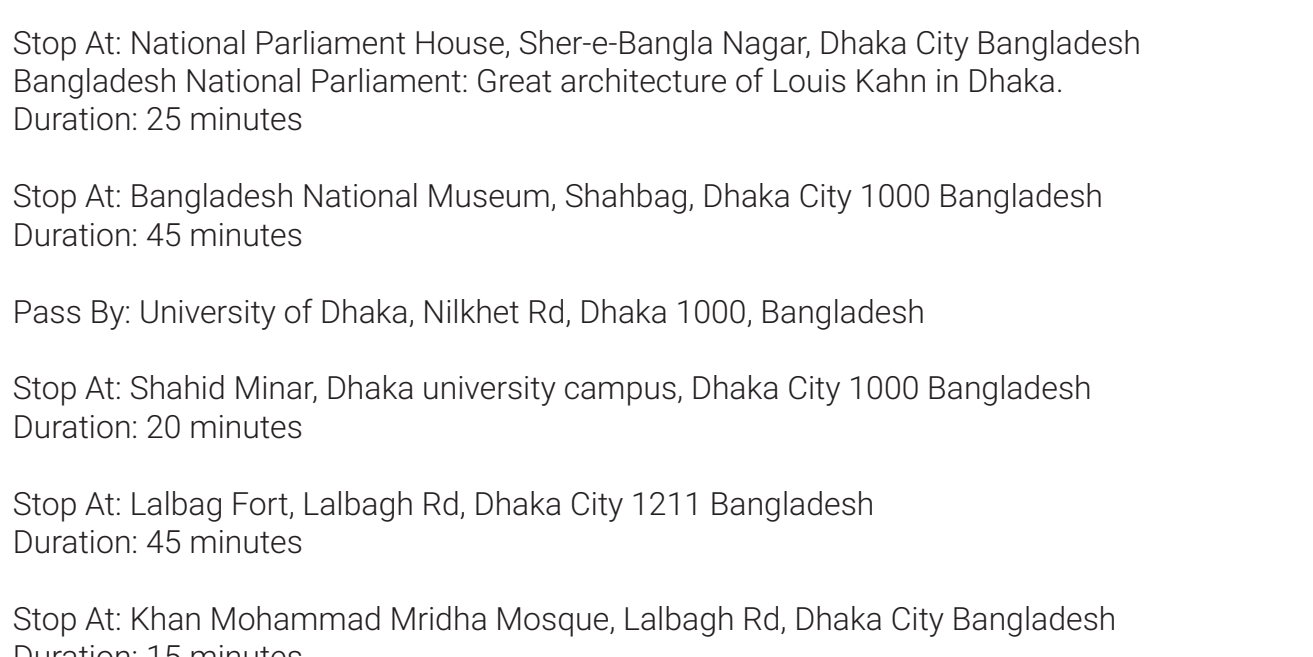 Stop At: National Parliament House, Sher-e-Bangla Nagar, Dhaka City Bangladesh
Bangladesh National Parliament: Great architecture of Louis Kahn in Dhaka.
Duration: 25 minutes
Stop At: Bangladesh National Museum, Shahbag, Dhaka City 1000 Bangladesh
Duration: 45 minutes
Pass By: University of Dhaka, Nilkhet Rd, Dhaka 1000, Bangladesh
Stop At: Shahid Minar, Dhaka university campus, Dhaka City 1000 Bangladesh
Duration: 20 minutes
Stop At: Lalbag Fort, Lalbagh Rd, Dhaka City 1211 Bangladesh
Duration: 45 minutes
Stop At: Khan Mohammad Mridha Mosque, Lalbagh Rd, Dhaka City Bangladesh
Duration: 15 minutes